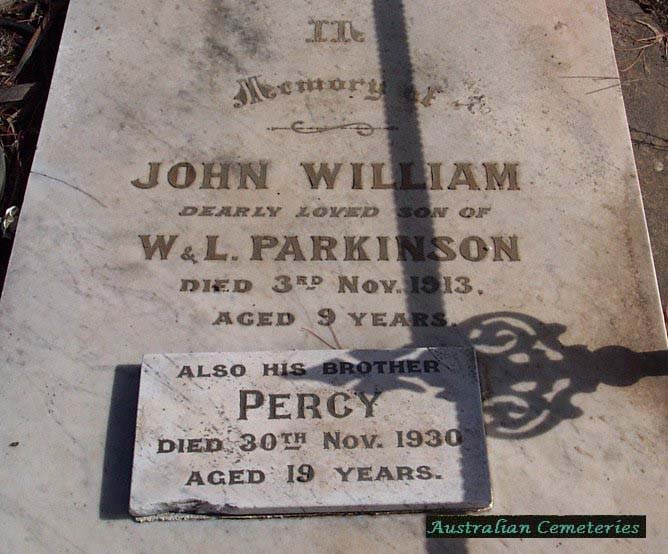 In
Memory of
JOHN WILLIAM
DEARLY LOVED SON OF
W & L. PARKINSON
DIED 3RD NOV. 1913.
AGED 9 YEARS.
ALSO HIS BROTHER
PERCY
DIED 30TH NOV. 1930
AGED 19 YEARS.
Australian Cemeteries